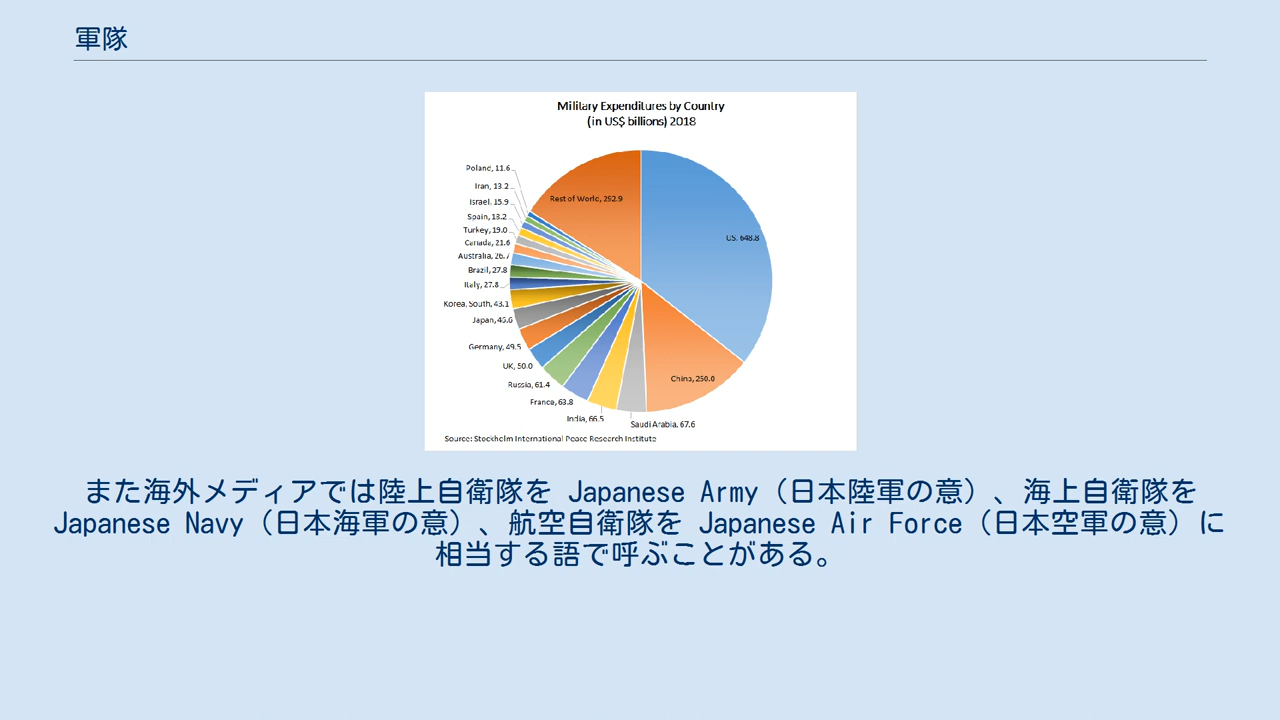 軍隊
Military Expenditures by Country
(in US$ billions) 2018
Poland, 11.6
Iran, 13.2
Israel, 15.9
Spain, 18.2
Turkey, 19.0
Canada, 21.6
Australia, 26.7
Brazil, 27.8
Italy, 27.8
Korea, South, 43.1
Japan, 46.6
Germany, 49.5
UK, 50.0
Russia, 61.4
France, 63.8
India, 66.5
Saudi Arabia, 67.6
China, 250.0
US, 648.8
Rest of World, 292.9
Source: Stockholm International Peace Research Institute
また海外メディアでは陸上自衛隊を Japanese Army（日本陸軍の意）、海上自衛隊を
Japanese Navy（日本海軍の意）、航空自衛隊を Japanese Air Force（日本空軍の意）に
相当する語で呼ぶことがある。